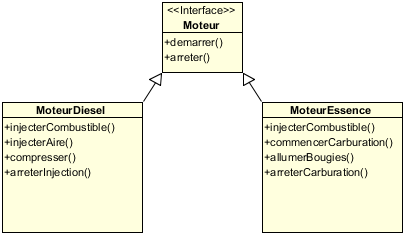 <<Interface>>
Moteur
+demarrer()
+arreter()
MoteurDiesel
+injecterCombustible()
+injecterAire()
+compresser()
+arreterInjection()
MoteurEssence
+injecterCombustible()
+commencerCarburation()
+allumerBougies()
+arreterCarburation()